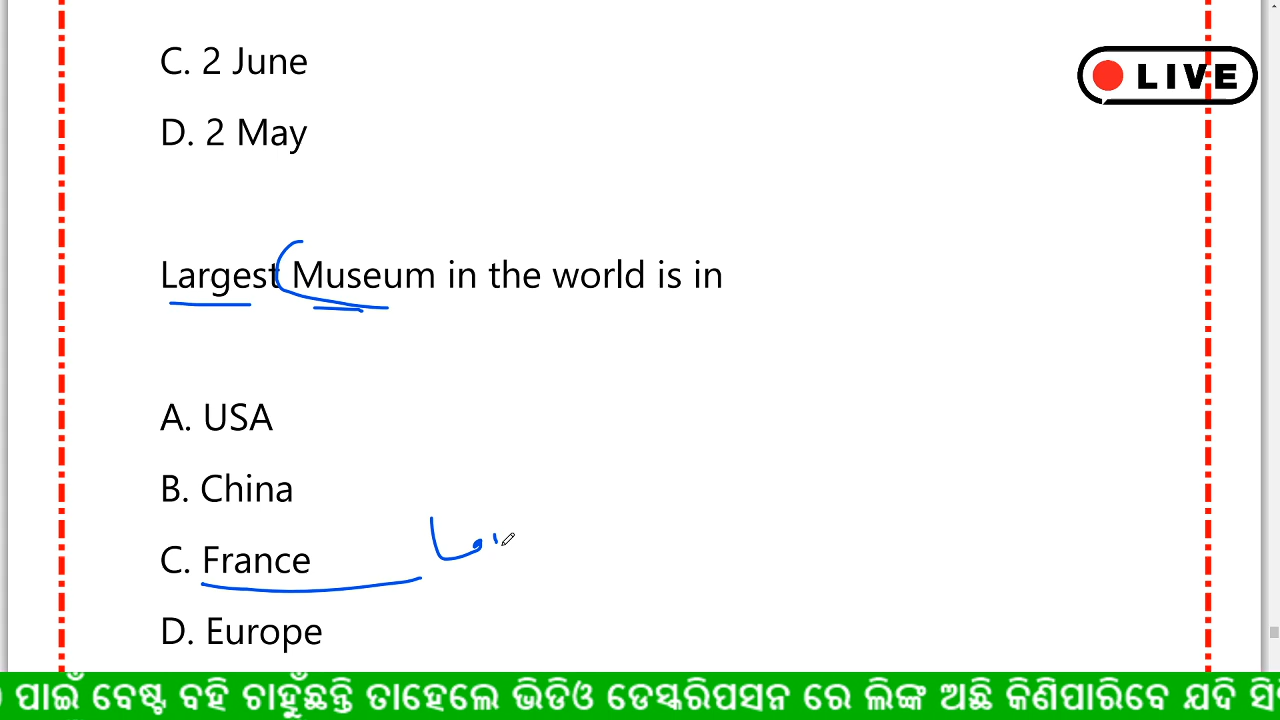 C. 2 June
LIVE
D. 2 May
Largest Museum in the world is in
A. USA
B. China
C. France
D. Europe
ପାଇଁ ବେଷ୍ଟ ବହି ଚାହୁଁଛନ୍ତି ତାହେଲେ ଭିଡିଓ ଡେସ୍କରିପସନ ରେ ଲିଙ୍କ ଅଛି କିଣିପାରିବେ ଯଦି